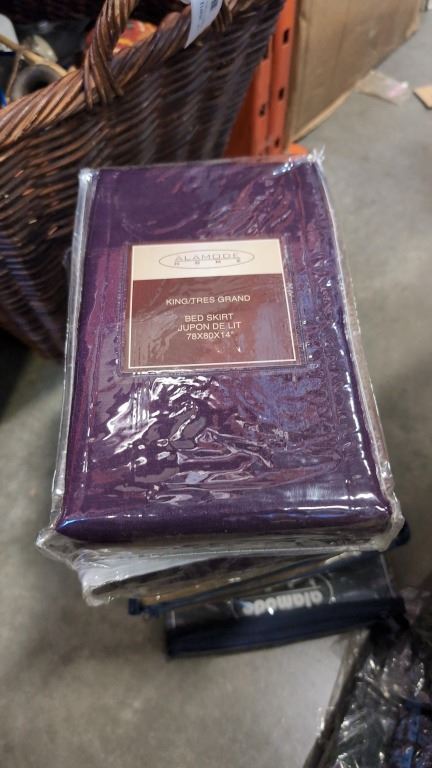 ALAMODE
HOME
KING/TRES GRAND
BED SKIRT
JUPON DE LIT
78X80X14"
alamode